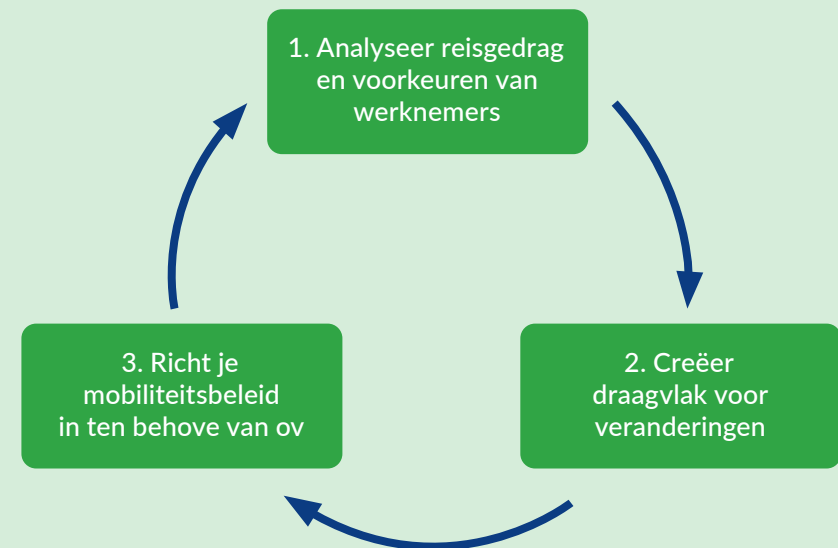 1. Analyseer reisgedrag
en voorkeuren van
werknemers
2. Creëer
draagvlak voor
veranderingen
3. Richt je
mobiliteitsbeleid
in ten behove van ov